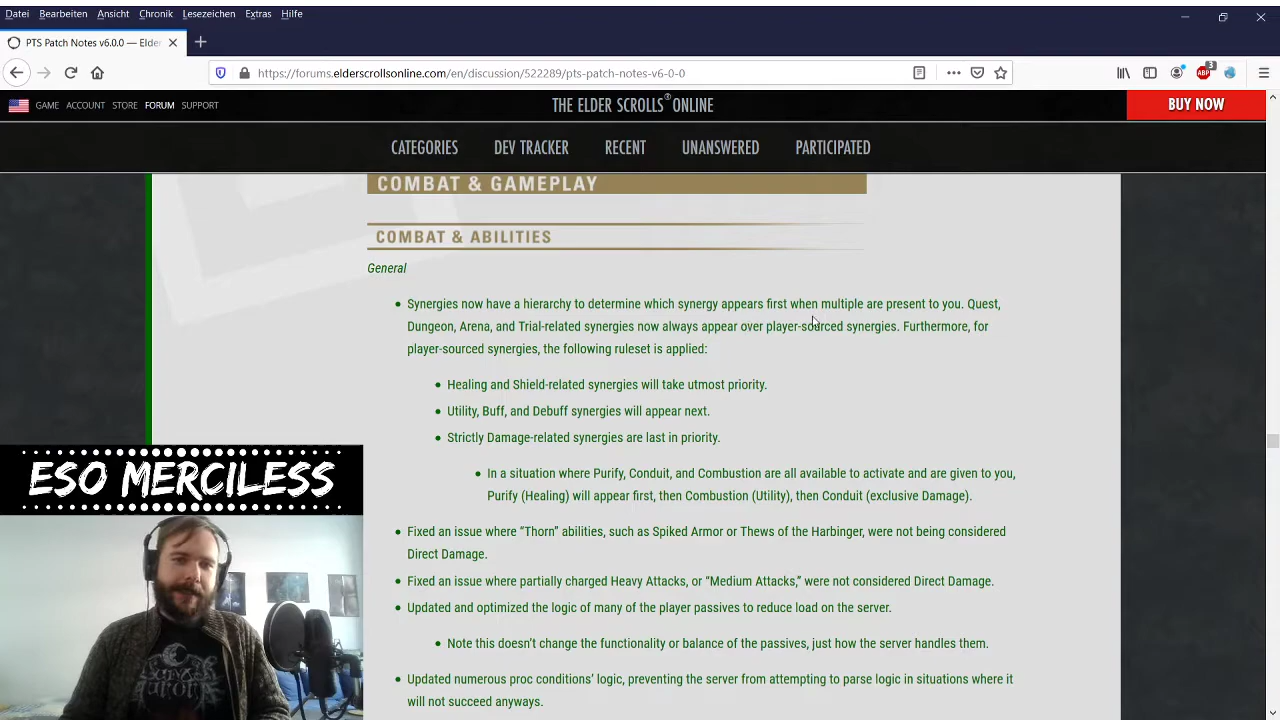 Datei Bearbeiten Ansicht Chronik Lesezeichen Extras Hilfe
PTS Patch Notes v6.0.0 — Elder
https://forums.elderscrollsonline.com/en/discussion/522289/pts-patch-notes-v6-0-0
ABP 3
GAME ACCOUNT STORE FORUM SUPPORT
THE ELDER SCROLLS® ONLINE
BUY NOW
CATEGORIES DEV TRACKER RECENT UNANSWERED PARTICIPATED
COMBAT & GAMEPLAY
COMBAT & ABILITIES
General
Synergies now have a hierarchy to determine which synergy appears first when multiple are present to you. Quest,
Dungeon, Arena, and Trial-related synergies now always appear over player-sourced synergies. Furthermore, for
player-sourced synergies, the following ruleset is applied:
Healing and Shield-related synergies will take utmost priority.
Utility, Buff, and Debuff synergies will appear next.
Strictly Damage-related synergies are last in priority.
In a situation where Purify, Conduit, and Combustion are all available to activate and are given to you,
Purify (Healing) will appear first, then Combustion (Utility), then Conduit (exclusive Damage).
Fixed an issue where “Thorn” abilities, such as Spiked Armor or Thews of the Harbinger, were not being considered
Direct Damage.
Fixed an issue where partially charged Heavy Attacks, or “Medium Attacks,” were not considered Direct Damage.
Updated and optimized the logic of many of the player passives to reduce load on the server.
Note this doesn’t change the functionality or balance of the passives, just how the server handles them.
Updated numerous proc conditions’ logic, preventing the server from attempting to parse logic in situations where it
will not succeed anyways.
ESO MERCILESS